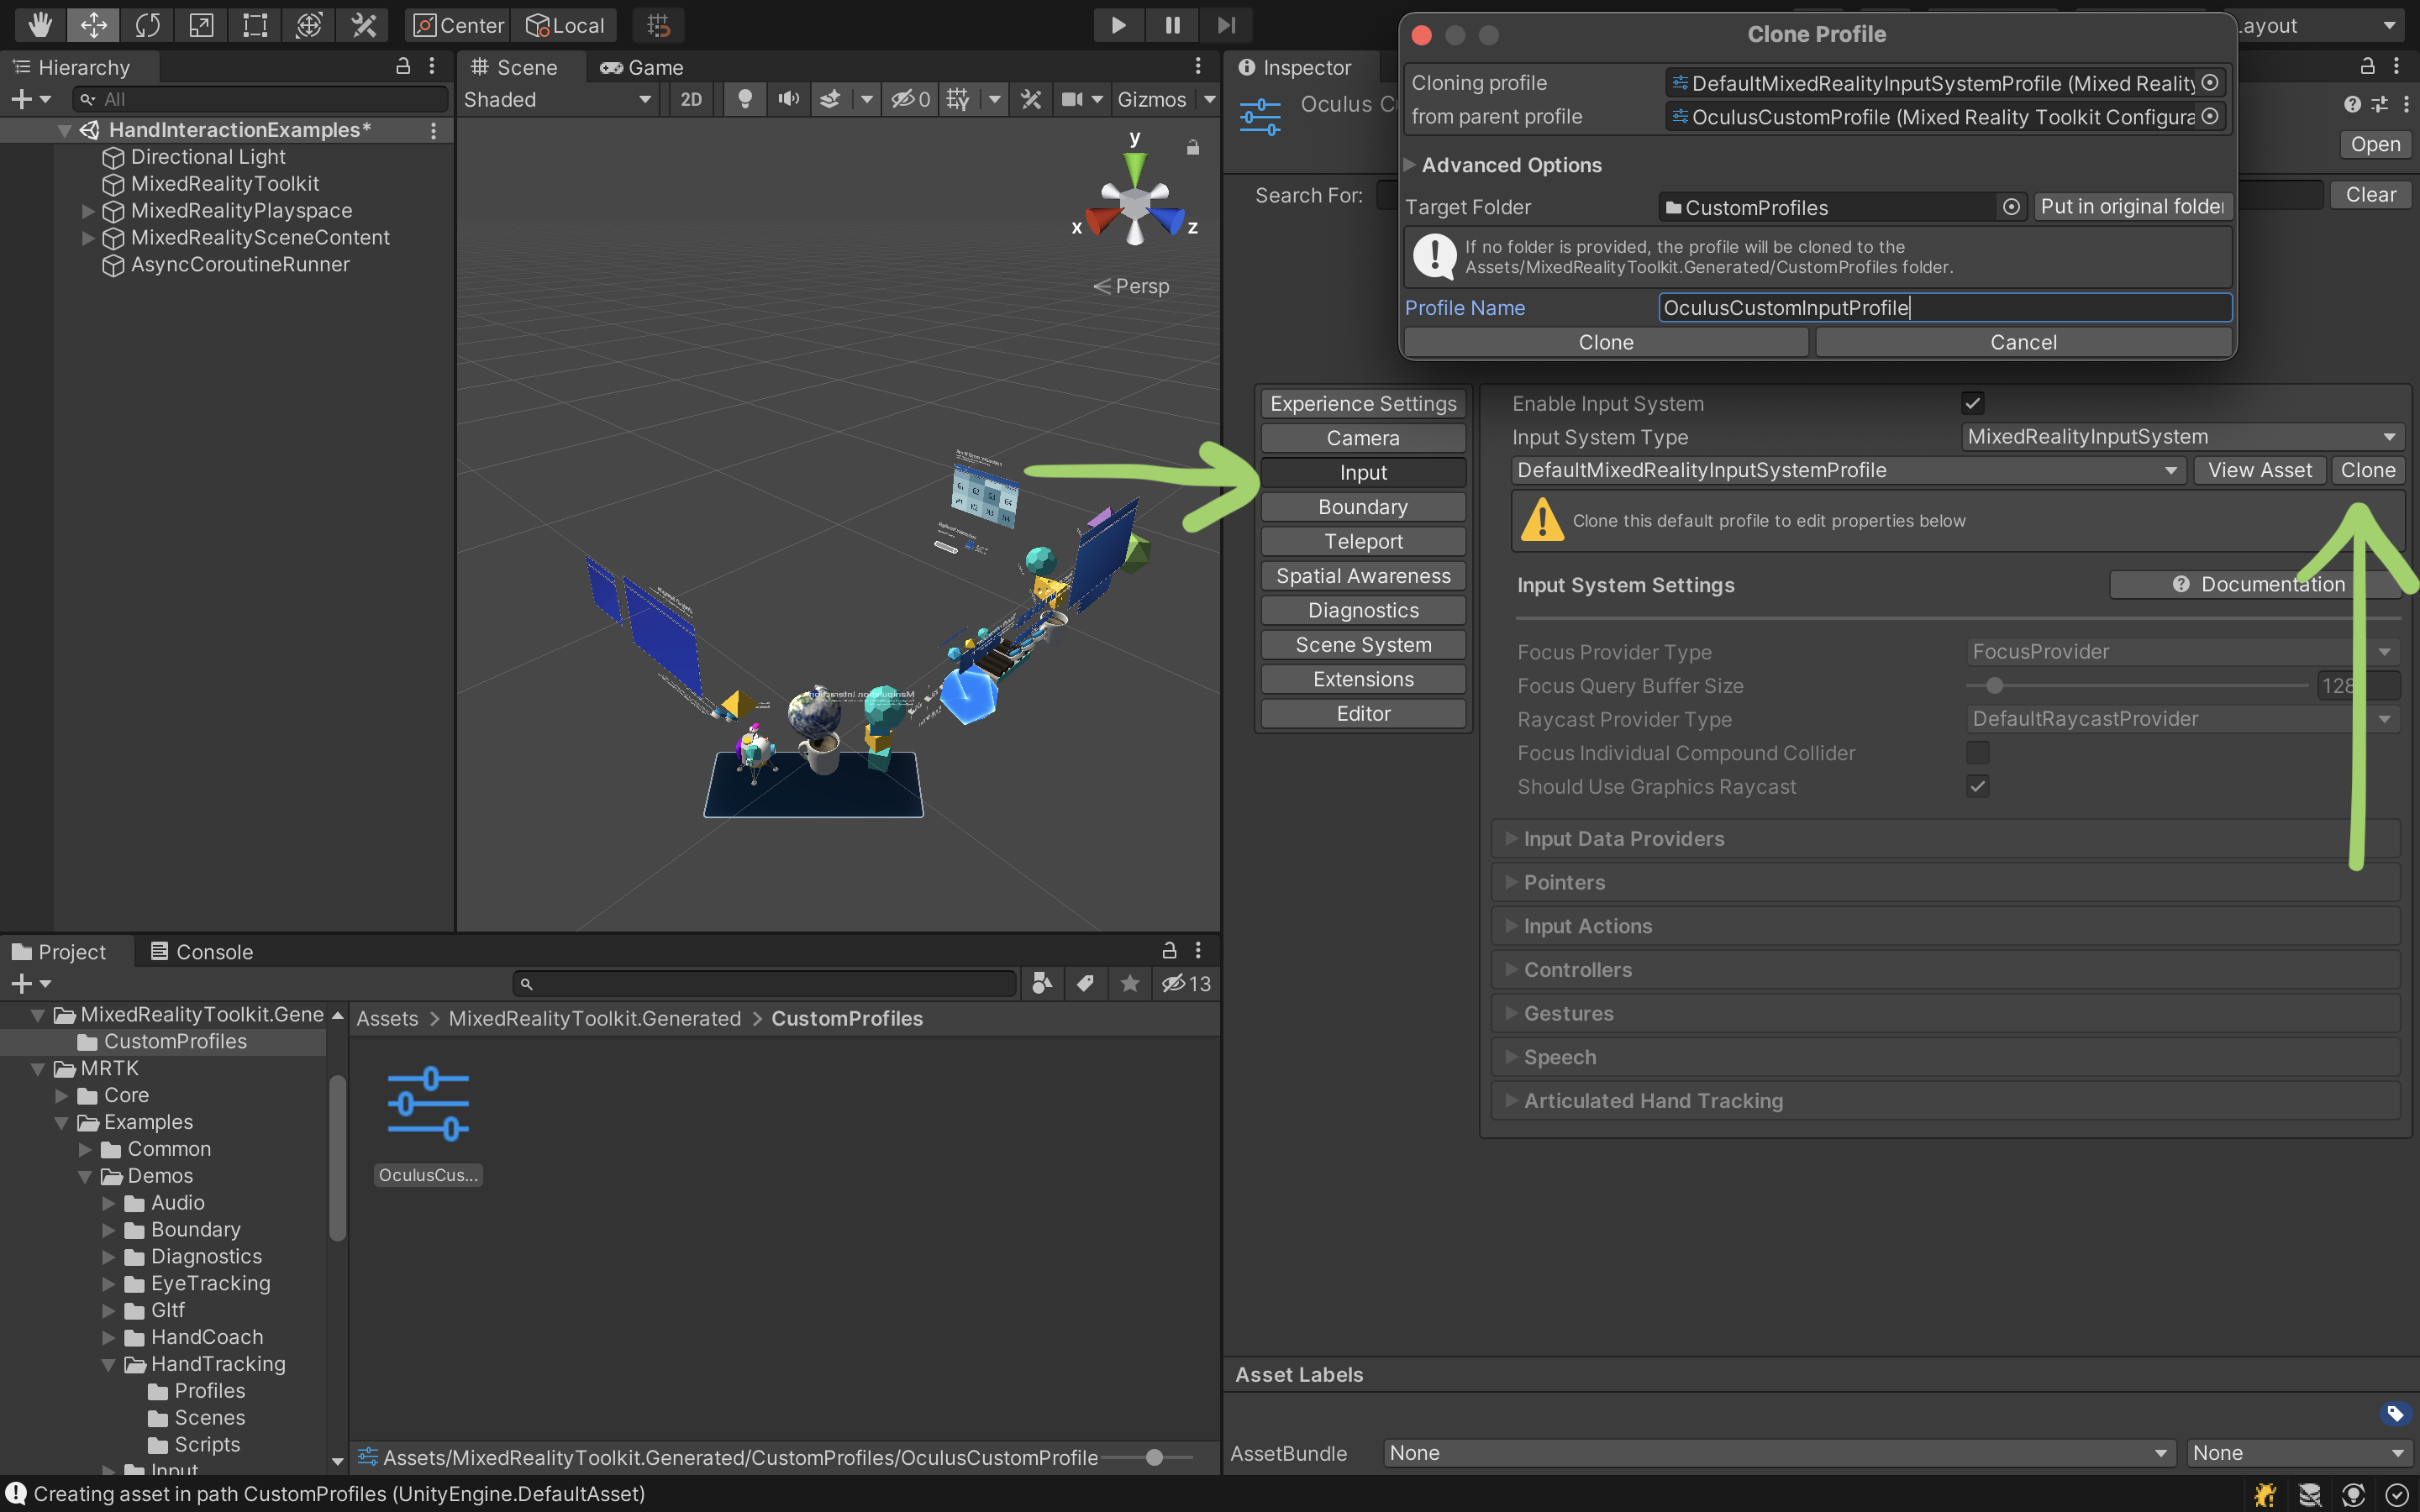 Center
Local
Layout
Hierarchy
All
HandInteractionExamples*
Directional Light
MixedRealityToolkit
MixedRealityPlayspace
MixedRealitySceneContent
AsyncCoroutineRunner
Scene
Game
Shaded
2D
0
Gizmos
y
x
z
Persp
Inspector
Oculus C
Open
Search For:
Clear
Clone Profile
Cloning profile
DefaultMixedRealityInputSystemProfile (Mixed Reality
from parent profile
OculusCustomProfile (Mixed Reality Toolkit Configura
Advanced Options
Target Folder
CustomProfiles
Put in original folder
If no folder is provided, the profile will be cloned to the
Assets/MixedRealityToolkit.Generated/CustomProfiles folder.
Profile Name
OculusCustomInputProfile
Clone
Cancel
Experience Settings
Camera
Input
Boundary
Teleport
Spatial Awareness
Diagnostics
Scene System
Extensions
Editor
Enable Input System
Input System Type
MixedRealityInputSystem
DefaultMixedRealityInputSystemProfile
View Asset
Clone
Clone this default profile to edit properties below
Input System Settings
Documentation
Focus Provider Type
FocusProvider
Focus Query Buffer Size
128
Raycast Provider Type
DefaultRaycastProvider
Focus Individual Compound Collider
Should Use Graphics Raycast
Input Data Providers
Pointers
Input Actions
Controllers
Gestures
Speech
Articulated Hand Tracking
Project
Console
13
MixedRealityToolkit.Gene
CustomProfiles
MRTK
Core
Examples
Common
Demos
Audio
Boundary
Diagnostics
EyeTracking
Gltf
HandCoach
HandTracking
Profiles
Scenes
Scripts
Input
Assets > MixedRealityToolkit.Generated > CustomProfiles
OculusCus...
Assets/MixedRealityToolkit.Generated/CustomProfiles/OculusCustomProfile
Asset Labels
AssetBundle
None
None
Creating asset in path CustomProfiles (UnityEngine.DefaultAsset)